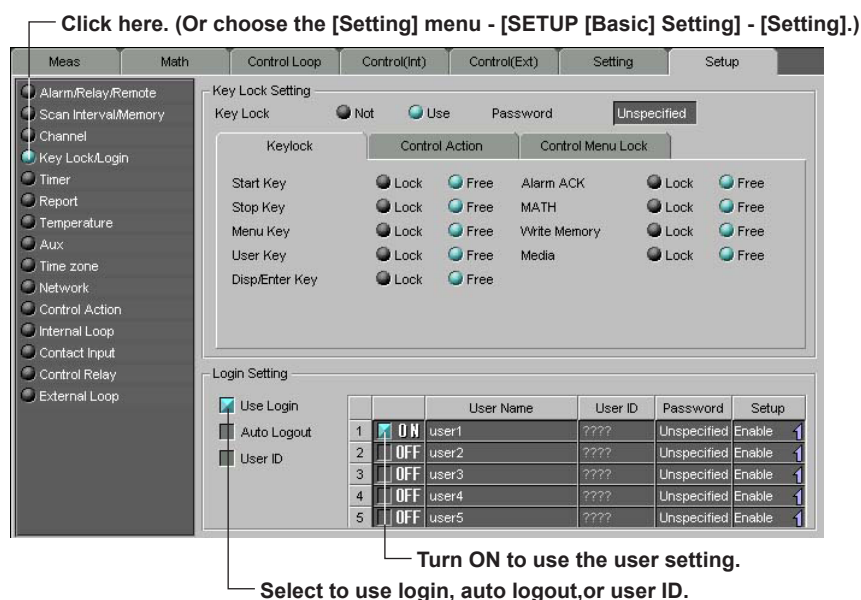 Click here. (Or choose the [Setting] menu - [SETUP [Basic] Setting] - [Setting].)
Meas Math Control Loop Control(Int) Control(Ext) Setting Setup
Alarm/Relay/Remote
Scan Interval/Memory
Channel
Key Lock/Login
Timer
Report
Temperature
Aux
Time zone
Network
Control Action
Internal Loop
Contact Input
Control Relay
External Loop
Key Lock Setting
Key Lock Not Use Password Unspecified
Keylock Control Action Control Menu Lock
Start Key Lock Free Alarm ACK Lock Free
Stop Key Lock Free MATH Lock Free
Menu Key Lock Free Write Memory Lock Free
User Key Lock Free Media Lock Free
Disp/Enter Key Lock Free
Login Setting
Use Login
Auto Logout
User ID
User Name User ID Password Setup
1 ON user1 ???? Unspecified Enable
2 OFF user2 ???? Unspecified Enable
3 OFF user3 ???? Unspecified Enable
4 OFF user4 ???? Unspecified Enable
5 OFF user5 ???? Unspecified Enable
Turn ON to use the user setting.
Select to use login, auto logout,or user ID.